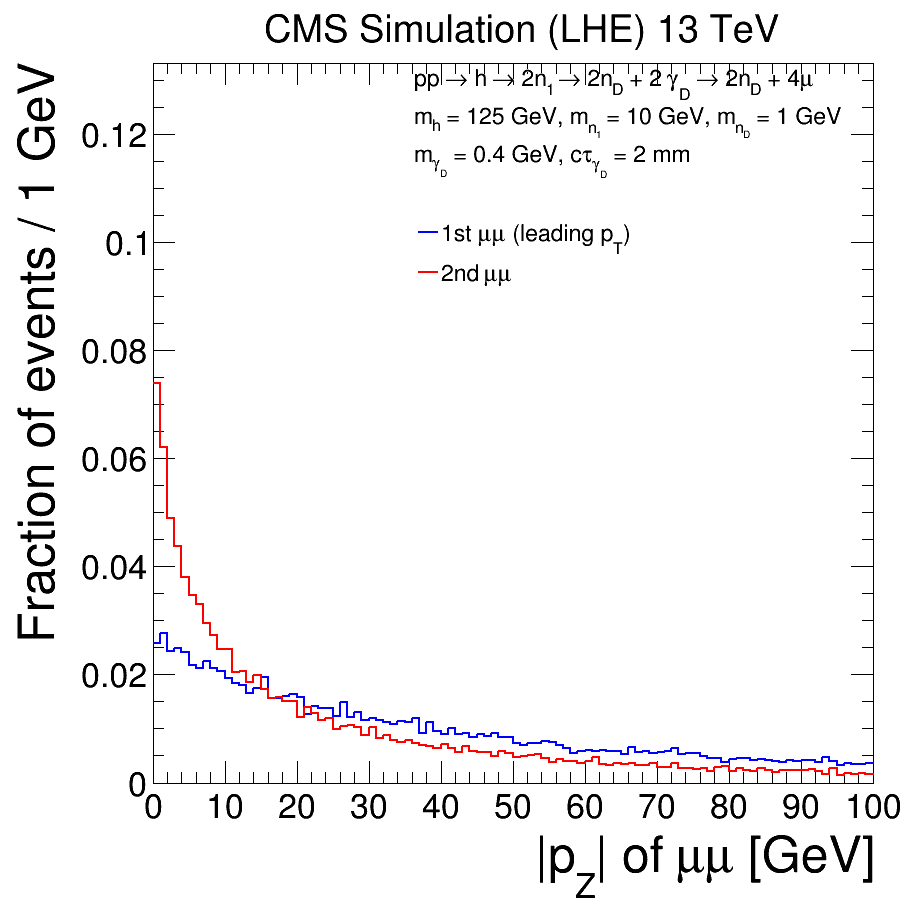 CMS Simulation (LHE) 13 TeV
pp → h → 2n₁ → 2n_D + 2 γ_D → 2n_D + 4μ
m_h = 125 GeV, m_n₁ = 10 GeV, m_n_D = 1 GeV
m_γ_D = 0.4 GeV, cτ_γ_D = 2 mm
1st μμ (leading p_T)
2nd μμ
Fraction of events / 1 GeV
0.12
0.1
0.08
0.06
0.04
0.02
0
0 10 20 30 40 50 60 70 80 90 100
|p_Z| of μμ [GeV]